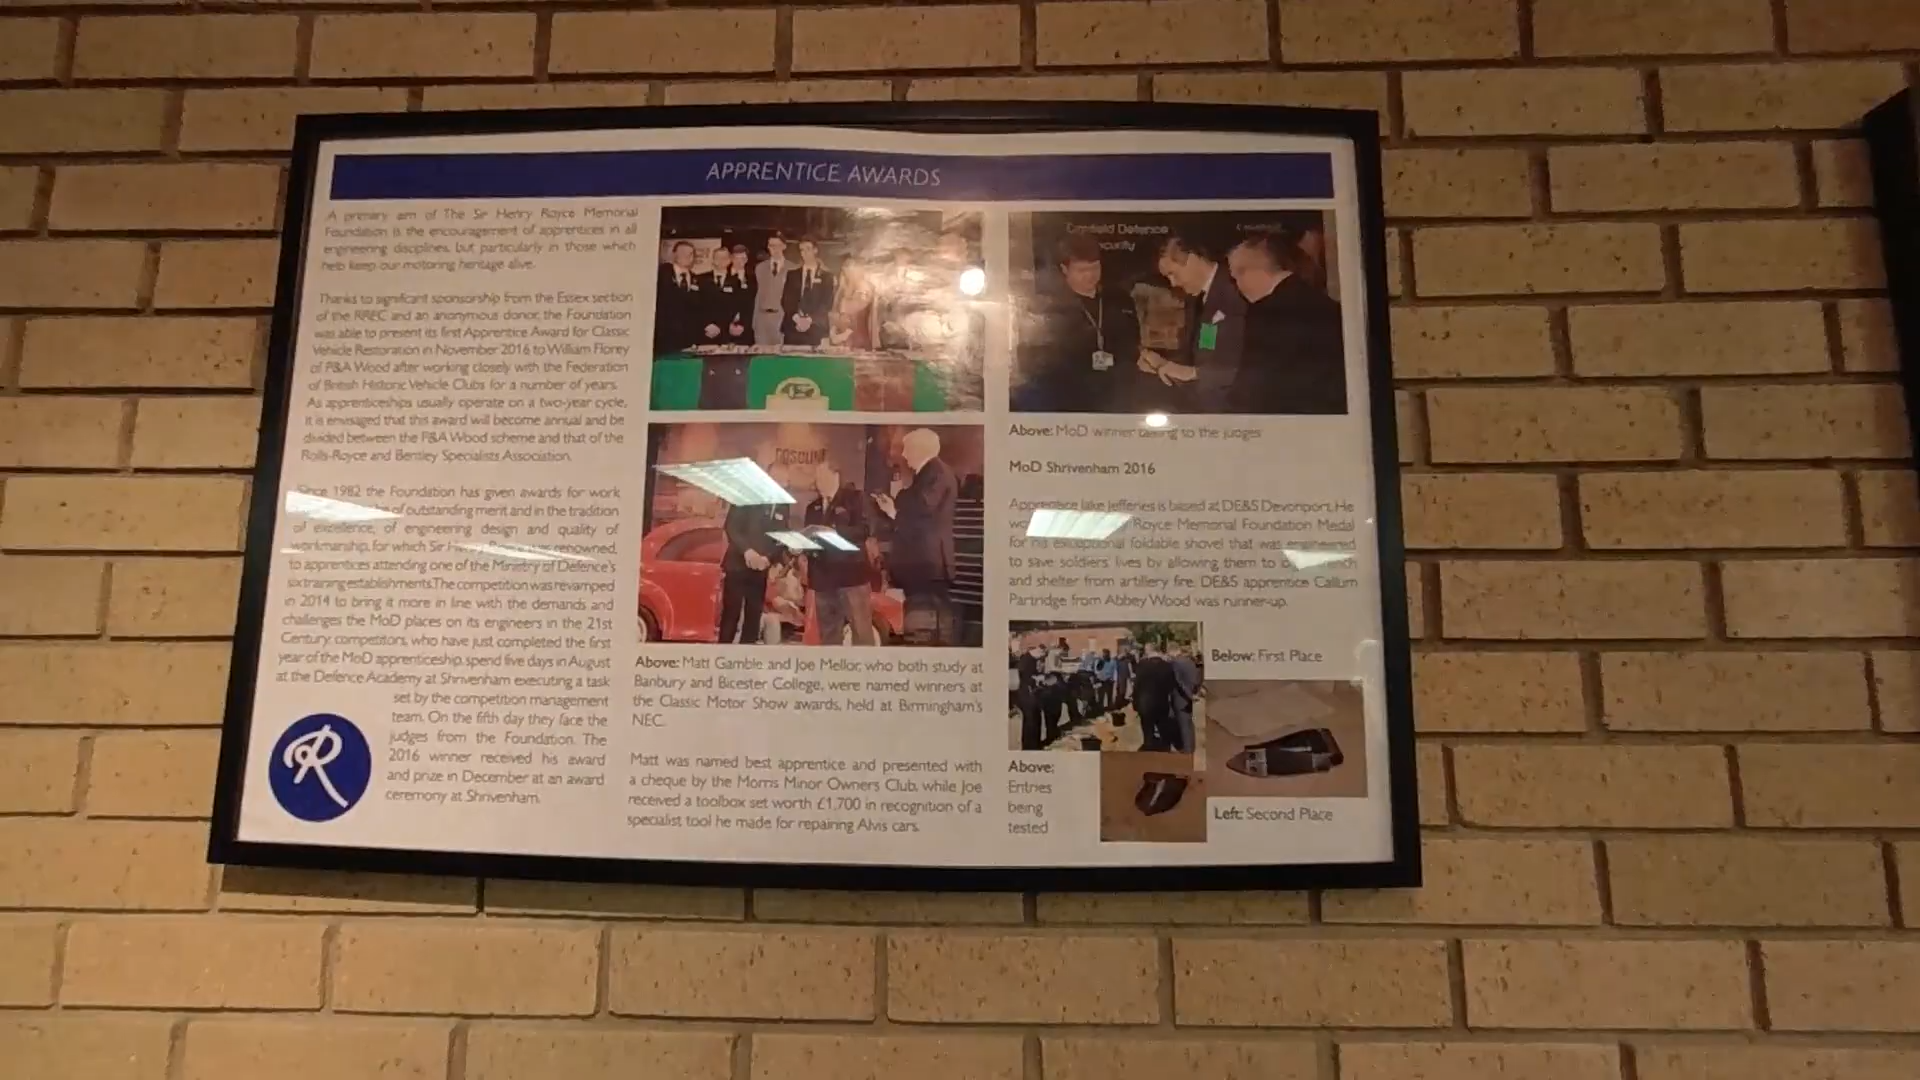 APPRENTICE AWARDS
A primary aim of The Sir Henry Royce Memorial
Foundation is the encouragement of apprentices in all
engineering disciplines, but particularly in those which
help keep our motoring heritage alive.
Thanks to significant sponsorship from the Essex section
of the RREC and an anonymous donor, the Foundation
was able to present its first Apprentice Award for Classic
Vehicle Restoration in November 2016 to William Florey
of P&A Wood after working closely with the Federation
of British Historic Vehicle Clubs for a number of years.
As apprenticeships usually operate on a two-year cycle,
it is envisaged that this award will become annual and be
divided between the P&A Wood scheme and that of the
Rolls-Royce and Bentley Specialists Association.
Since 1982 the Foundation has given awards for work
of outstanding merit and in the tradition
of excellence, of engineering design and quality of
workmanship, for which Sir Henry Royce was renowned,
to apprentices attending one of the Ministry of Defence's
six training establishments. The competition was revamped
in 2014 to bring it more in line with the demands and
challenges the MoD places on its engineers in the 21st
Century: competitors, who have just completed the first
year of the MoD apprenticeship, spend five days in August
at the Defence Academy at Shrivenham executing a task
set by the competition management
team. On the fifth day they face the
judges from the Foundation. The
2016 winner received his award
and prize in December at an award
ceremony at Shrivenham.
R
GOSOLINE
Above: Matt Gamble and Joe Mellor, who both study at
Banbury and Bicester College, were named winners at
the Classic Motor Show awards, held at Birmingham's
NEC.
Matt was named best apprentice and presented with
a cheque by the Morris Minor Owners Club, while Joe
received a toolbox set worth £1,700 in recognition of a
specialist tool he made for repairing Alvis cars.
Cranfield Defence
Security
Above: MoD winner talking to the judges
MoD Shrivenham 2016
Apprentice Jake Jefferies is based at DE&S Devonport. He
Royce Memorial Foundation Medal
for his exceptional foldable shovel that was engineered
to save soldiers' lives by allowing them to
and shelter from artillery fire. DE&S apprentice Callum
Partridge from Abbey Wood was runner-up.
Below: First Place
Above:
Entries
being
tested
Left: Second Place